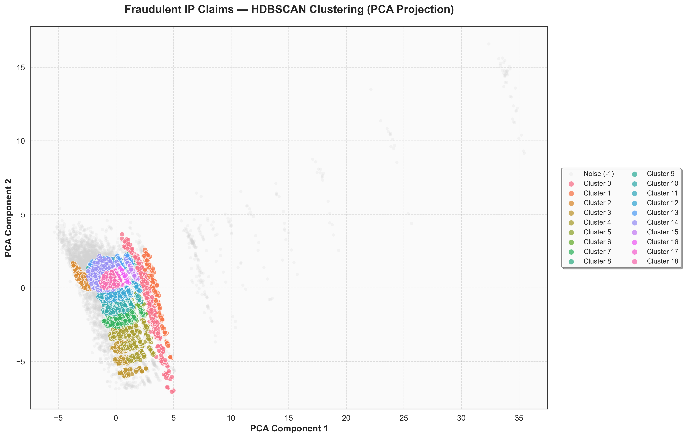 Fraudulent IP Claims — HDBSCAN Clustering (PCA Projection)
PCA Component 2
15
10
5
0
−5
−5
0
5
10
15
20
25
30
35
PCA Component 1
Noise (-1)
Cluster 0
Cluster 1
Cluster 2
Cluster 3
Cluster 4
Cluster 5
Cluster 6
Cluster 7
Cluster 8
Cluster 9
Cluster 10
Cluster 11
Cluster 12
Cluster 13
Cluster 14
Cluster 15
Cluster 16
Cluster 17
Cluster 18